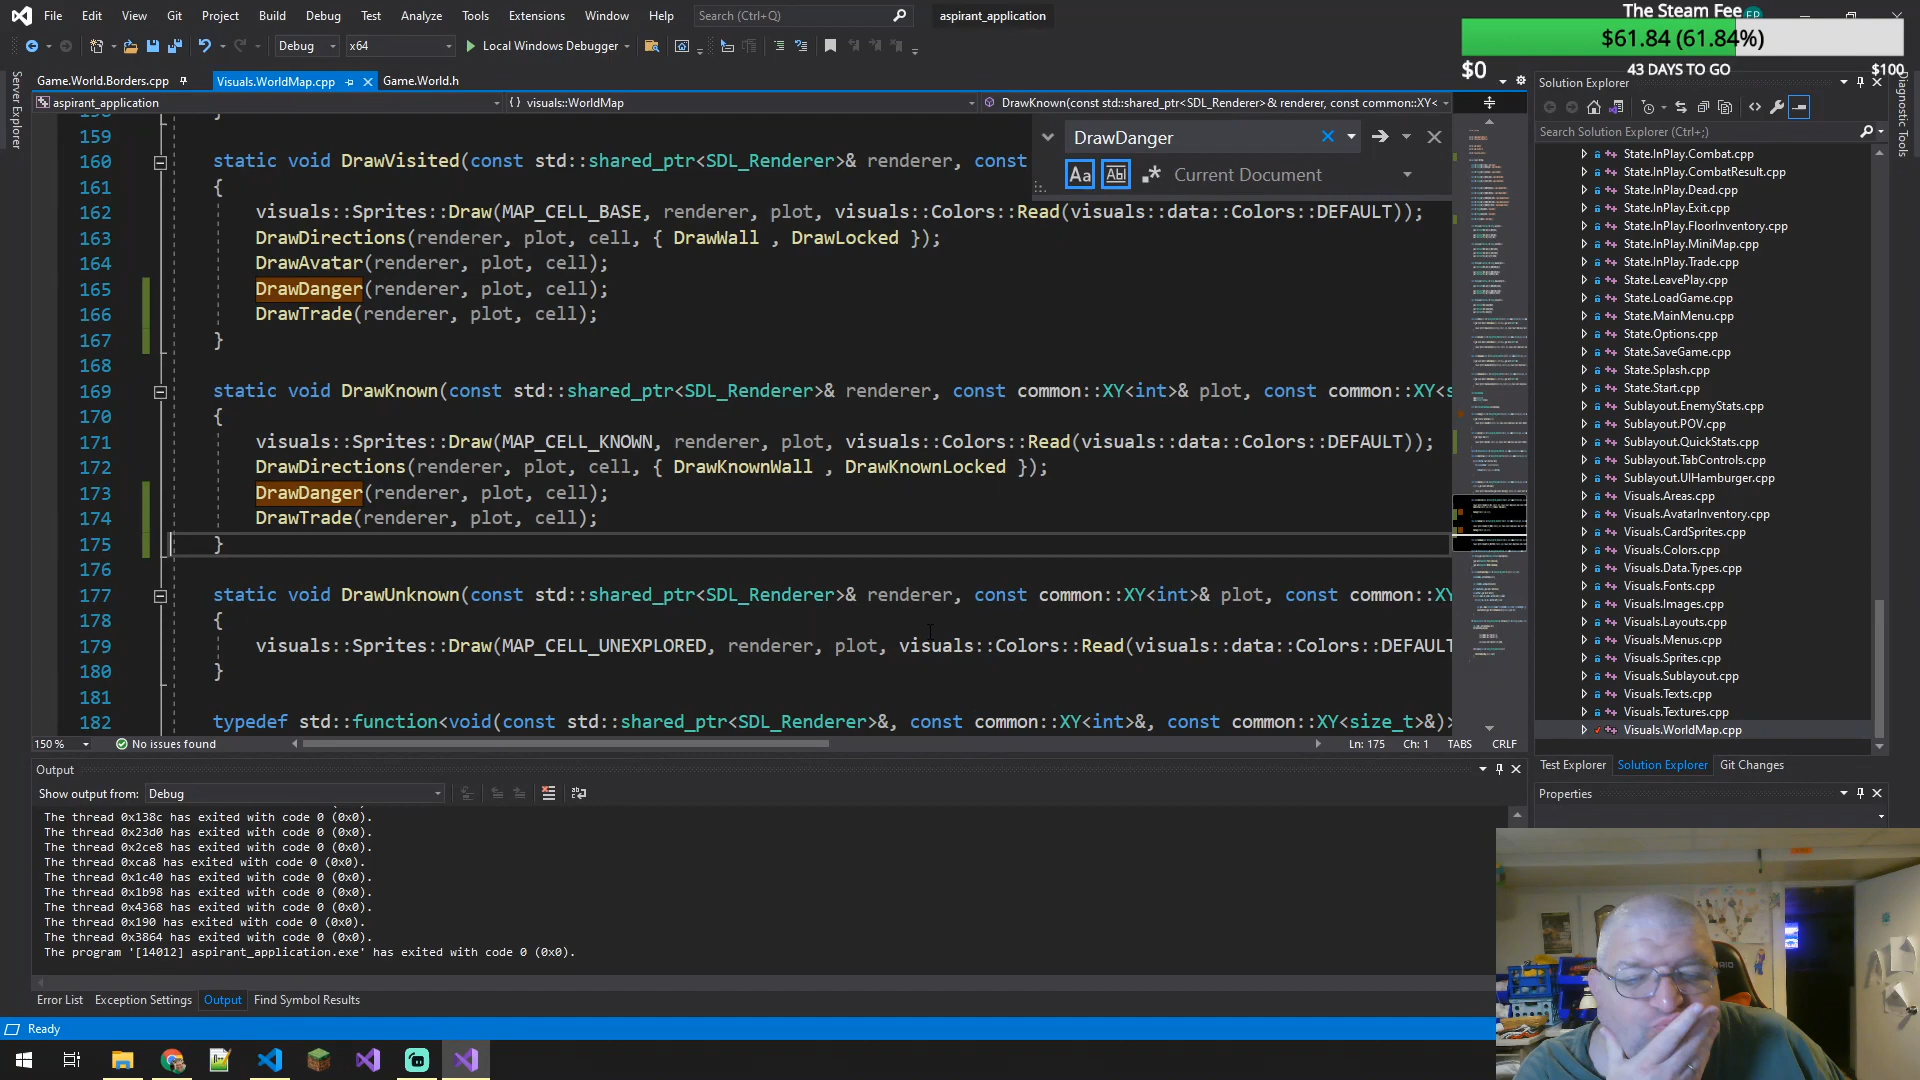 File Edit View Git Project Build Debug Test Analyze Tools Extensions Window Help Search (Ctrl+Q) aspirant_application
The Steam Fee
$61.84 (61.84%)
$0 43 DAYS TO GO $100
Debug x64 Local Windows Debugger
Server Explorer
Game.World.Borders.cpp Visuals.WorldMap.cpp Game.World.h
aspirant_application {} visuals::WorldMap DrawKnown(const std::shared_ptr<SDL_Renderer>& renderer, const common::XY<
DrawDanger
Aa Abl .* Current Document
159
160 static void DrawVisited(const std::shared_ptr<SDL_Renderer>& renderer, const
161 {
162 visuals::Sprites::Draw(MAP_CELL_BASE, renderer, plot, visuals::Colors::Read(visuals::data::Colors::DEFAULT));
163 DrawDirections(renderer, plot, cell, { DrawWall , DrawLocked });
164 DrawAvatar(renderer, plot, cell);
165 DrawDanger(renderer, plot, cell);
166 DrawTrade(renderer, plot, cell);
167 }
168
169 static void DrawKnown(const std::shared_ptr<SDL_Renderer>& renderer, const common::XY<int>& plot, const common::XY<s
170 {
171 visuals::Sprites::Draw(MAP_CELL_KNOWN, renderer, plot, visuals::Colors::Read(visuals::data::Colors::DEFAULT));
172 DrawDirections(renderer, plot, cell, { DrawKnownWall , DrawKnownLocked });
173 DrawDanger(renderer, plot, cell);
174 DrawTrade(renderer, plot, cell);
175 }
176
177 static void DrawUnknown(const std::shared_ptr<SDL_Renderer>& renderer, const common::XY<int>& plot, const common::XY
178 {
179 visuals::Sprites::Draw(MAP_CELL_UNEXPLORED, renderer, plot, visuals::Colors::Read(visuals::data::Colors::DEFAULT
180 }
181
182 typedef std::function<void(const std::shared_ptr<SDL_Renderer>&, const common::XY<int>&, const common::XY<size_t>&)>
150 % No issues found Ln: 175 Ch: 1 TABS CRLF
Output
Show output from: Debug
The thread 0x138c has exited with code 0 (0x0).
The thread 0x23d0 has exited with code 0 (0x0).
The thread 0x2ce8 has exited with code 0 (0x0).
The thread 0xca8 has exited with code 0 (0x0).
The thread 0x1c40 has exited with code 0 (0x0).
The thread 0x1b98 has exited with code 0 (0x0).
The thread 0x4368 has exited with code 0 (0x0).
The thread 0x190 has exited with code 0 (0x0).
The thread 0x3864 has exited with code 0 (0x0).
The program '[14012] aspirant_application.exe' has exited with code 0 (0x0).
Error List Exception Settings Output Find Symbol Results
Ready
Solution Explorer
Search Solution Explorer (Ctrl+;)
State.InPlay.Combat.cpp
State.InPlay.CombatResult.cpp
State.InPlay.Dead.cpp
State.InPlay.Exit.cpp
State.InPlay.FloorInventory.cpp
State.InPlay.MiniMap.cpp
State.InPlay.Trade.cpp
State.LeavePlay.cpp
State.LoadGame.cpp
State.MainMenu.cpp
State.Options.cpp
State.SaveGame.cpp
State.Splash.cpp
State.Start.cpp
Sublayout.EnemyStats.cpp
Sublayout.POV.cpp
Sublayout.QuickStats.cpp
Sublayout.TabControls.cpp
Sublayout.UIHamburger.cpp
Visuals.Areas.cpp
Visuals.AvatarInventory.cpp
Visuals.CardSprites.cpp
Visuals.Colors.cpp
Visuals.Data.Types.cpp
Visuals.Fonts.cpp
Visuals.Images.cpp
Visuals.Layouts.cpp
Visuals.Menus.cpp
Visuals.Sprites.cpp
Visuals.Sublayout.cpp
Visuals.Texts.cpp
Visuals.Textures.cpp
Visuals.WorldMap.cpp
Test Explorer Solution Explorer Git Changes
Properties
Diagnostic Tools